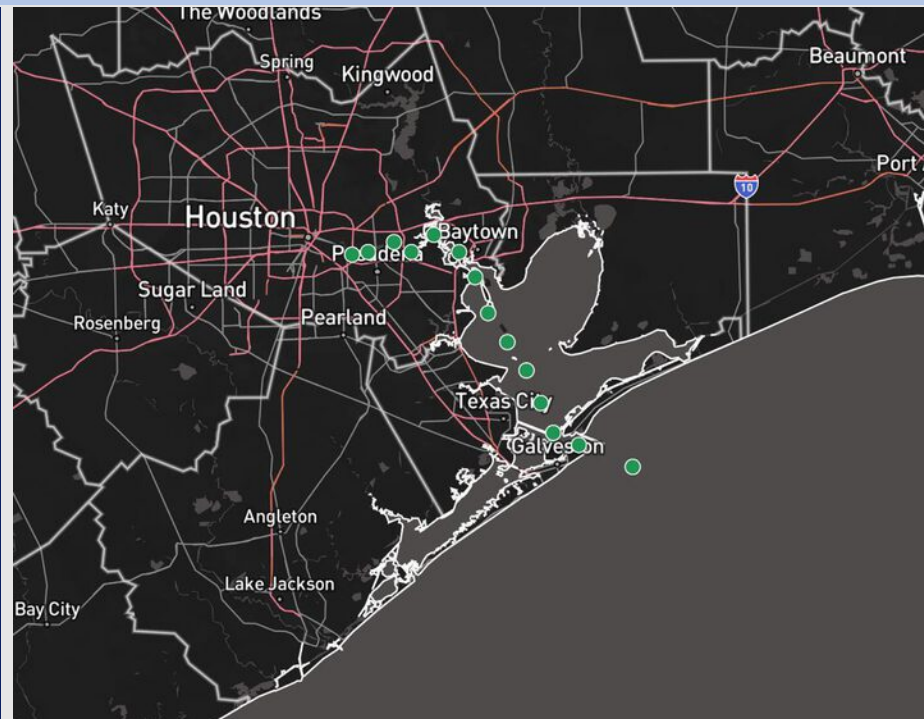 The Woodlands
Beaumont
Spring
Kingwood
Port
10
Katy
Houston
Baytown
Sugar Land
Rosenberg
Pearland
Texas City
Galveston
Angleton
Lake Jackson
Bay City